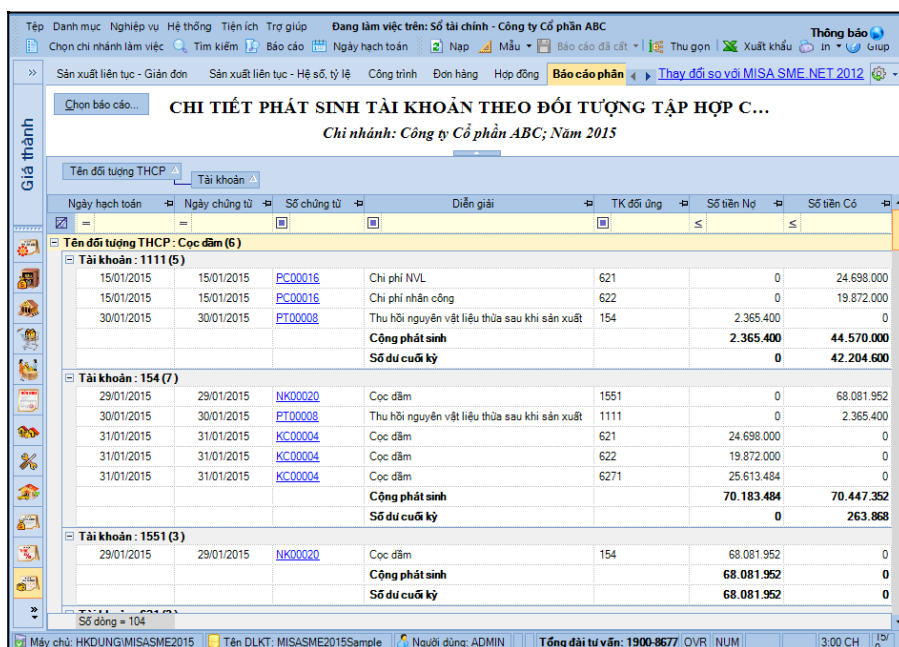 Tệp Danh mục Nghiệp vụ Hệ thống Tiện ích Trợ giúp Đang làm việc trên: Sổ tài chính - Công ty Cổ phần ABC Thông báo
Chọn chi nhánh làm việc Tìm kiếm Báo cáo Ngày hạch toán Nạp Mẫu Báo cáo đã cất Thu gọn Xuất khẩu In Giúp
» Sản xuất liên tục - Giản đơn Sản xuất liên tục - Hệ số, tỷ lệ Công trình Đơn hàng Hợp đồng Báo cáo phân Thay đổi so với MISA SME.NET 2012
Giá thành
Chọn báo cáo... CHI TIẾT PHÁT SINH TÀI KHOẢN THEO ĐỐI TƯỢNG TẬP HỢP C...
Chi nhánh: Công ty Cổ phần ABC; Năm 2015
Tên đối tượng THCP
Tài khoản
Ngày hạch toán Ngày chứng từ Số chứng từ Diễn giải TK đối ứng Số tiền Nợ Số tiền Có
= = ≤ ≤
Tên đối tượng THCP : Cọc dầm (6)
Tài khoản : 1111 (5)
15/01/2015 15/01/2015 PC00016 Chi phí NVL 621 0 24.698.000
15/01/2015 15/01/2015 PC00016 Chi phí nhân công 622 0 19.872.000
30/01/2015 30/01/2015 PT00008 Thu hồi nguyên vật liệu thừa sau khi sản xuất 154 2.365.400 0
Cộng phát sinh 2.365.400 44.570.000
Số dư cuối kỳ 0 42.204.600
Tài khoản : 154 (7)
29/01/2015 29/01/2015 NK00020 Cọc dầm 1551 0 68.081.952
30/01/2015 30/01/2015 PT00008 Thu hồi nguyên vật liệu thừa sau khi sản xuất 1111 0 2.365.400
31/01/2015 31/01/2015 KC00004 Cọc dầm 621 24.698.000 0
31/01/2015 31/01/2015 KC00004 Cọc dầm 622 19.872.000 0
31/01/2015 31/01/2015 KC00004 Cọc dầm 6271 25.613.484 0
Cộng phát sinh 70.183.484 70.447.352
Số dư cuối kỳ 0 263.868
Tài khoản : 1551 (3)
29/01/2015 29/01/2015 NK00020 Cọc dầm 154 68.081.952 0
Cộng phát sinh 68.081.952 0
Số dư cuối kỳ 68.081.952 0
Số dòng = 104
»
Máy chủ: HKDUNG\MISASME2015 Tên DLKT: MISASME2015Sample Người dùng: ADMIN Tổng đài tư vấn: 1900-8677 OVR NUM 3:00 CH